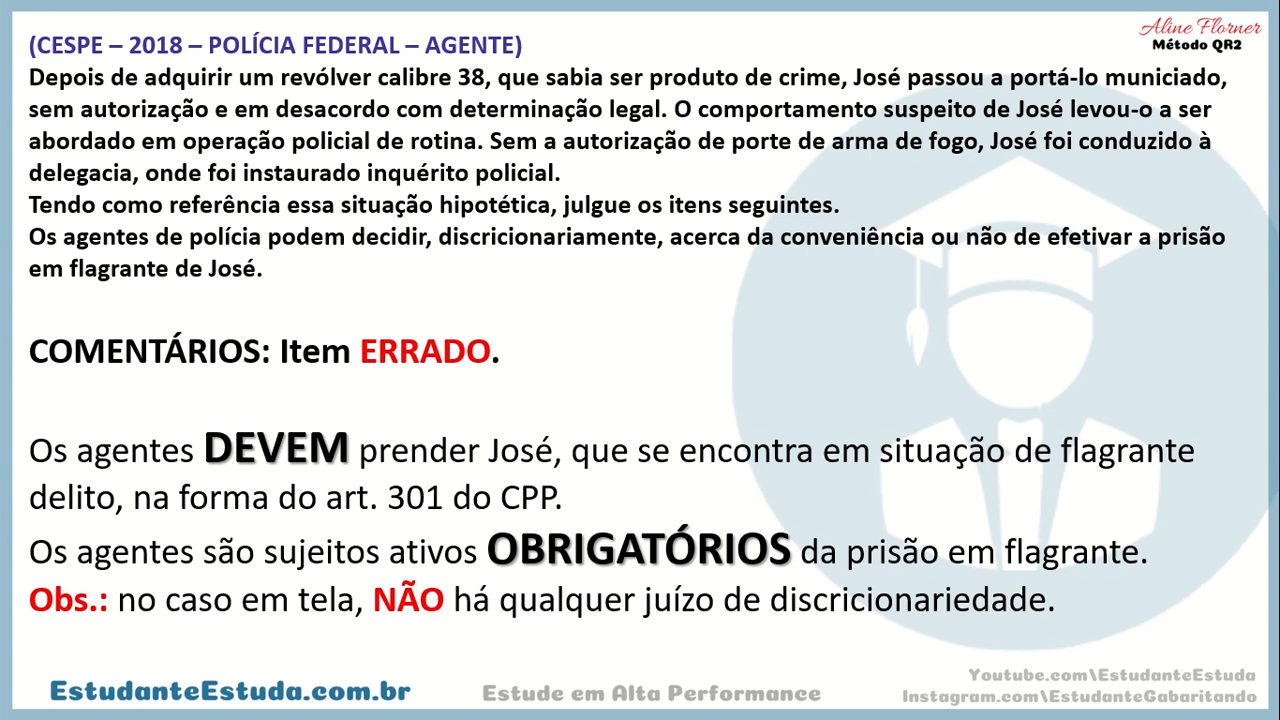 Aline Florner
Método QR2
(CESPE – 2018 – POLÍCIA FEDERAL – AGENTE)
Depois de adquirir um revólver calibre 38, que sabia ser produto de crime, José passou a portá-lo municiado,
sem autorização e em desacordo com determinação legal. O comportamento suspeito de José levou-o a ser
abordado em operação policial de rotina. Sem a autorização de porte de arma de fogo, José foi conduzido à
delegacia, onde foi instaurado inquérito policial.
Tendo como referência essa situação hipotética, julgue os itens seguintes.
Os agentes de polícia podem decidir, discricionariamente, acerca da conveniência ou não de efetivar a prisão
em flagrante de José.
COMENTÁRIOS: Item ERRADO.
Os agentes DEVEM prender José, que se encontra em situação de flagrante
delito, na forma do art. 301 do CPP.
Os agentes são sujeitos ativos OBRIGATÓRIOS da prisão em flagrante.
Obs.: no caso em tela, NÃO há qualquer juízo de discricionariedade.
EstudanteEstuda.com.br
Estude em Alta Performance
Youtube.com\EstudanteEstuda
Instagram.com\EstudanteGabaritando